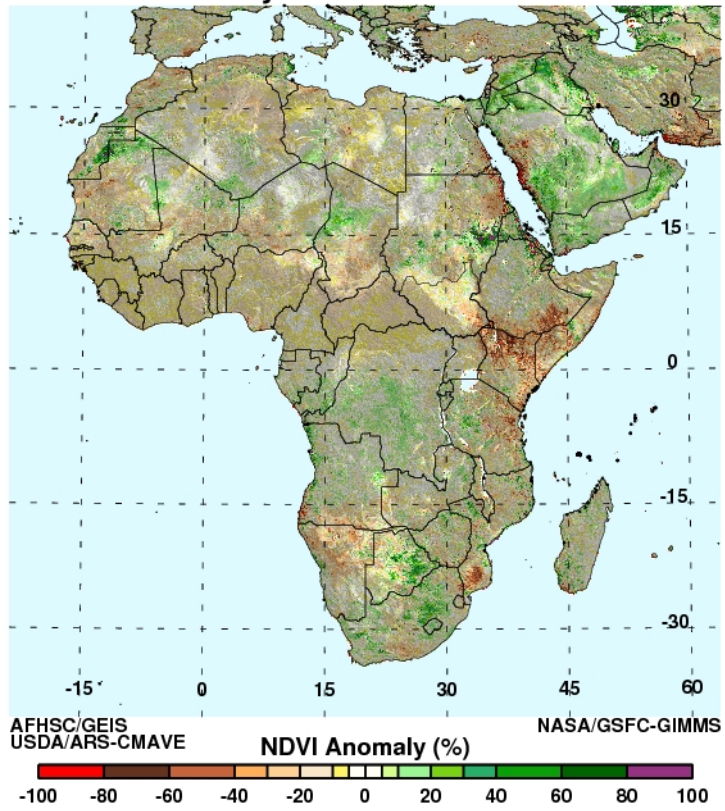 30
15
0
-15
-30
-15 0 15 30 45 60
AFHSC/GEIS NASA/GSFC-GIMMS
USDA/ARS-CMAVE
NDVI Anomaly (%)
-100 -80 -60 -40 -20 0 20 40 60 80 100